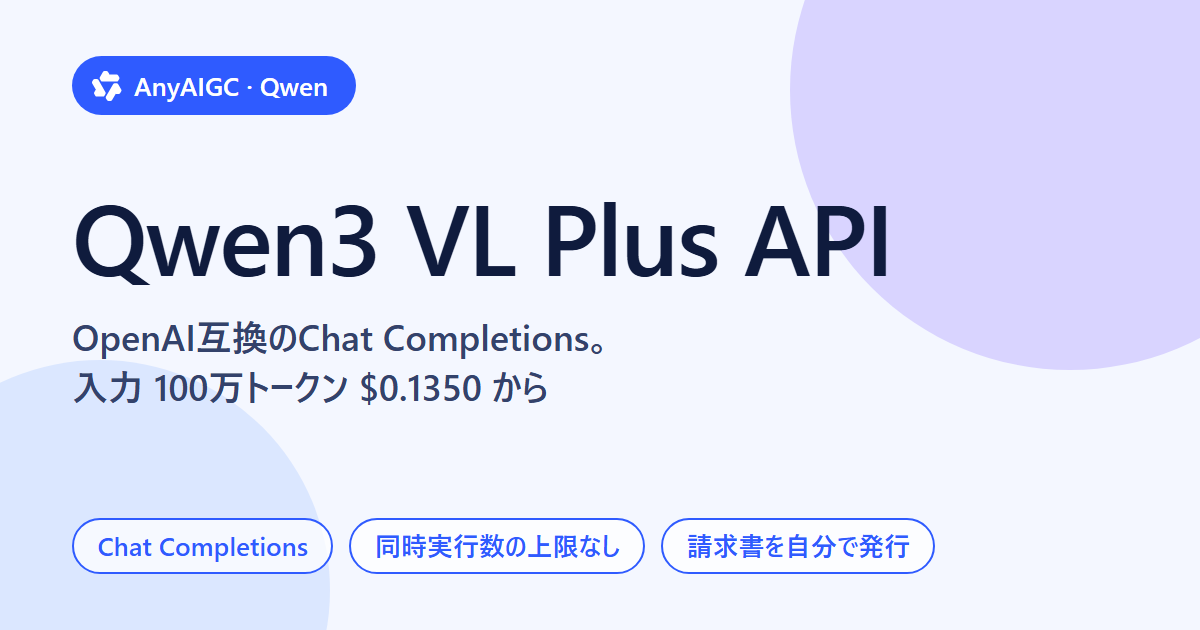 AnyAIGC · Qwen
Qwen3 VL Plus API
OpenAI互換のChat Completions。
入力 100万トークン $0.1350 から
Chat Completions
同時実行数の上限なし
請求書を自分で発行